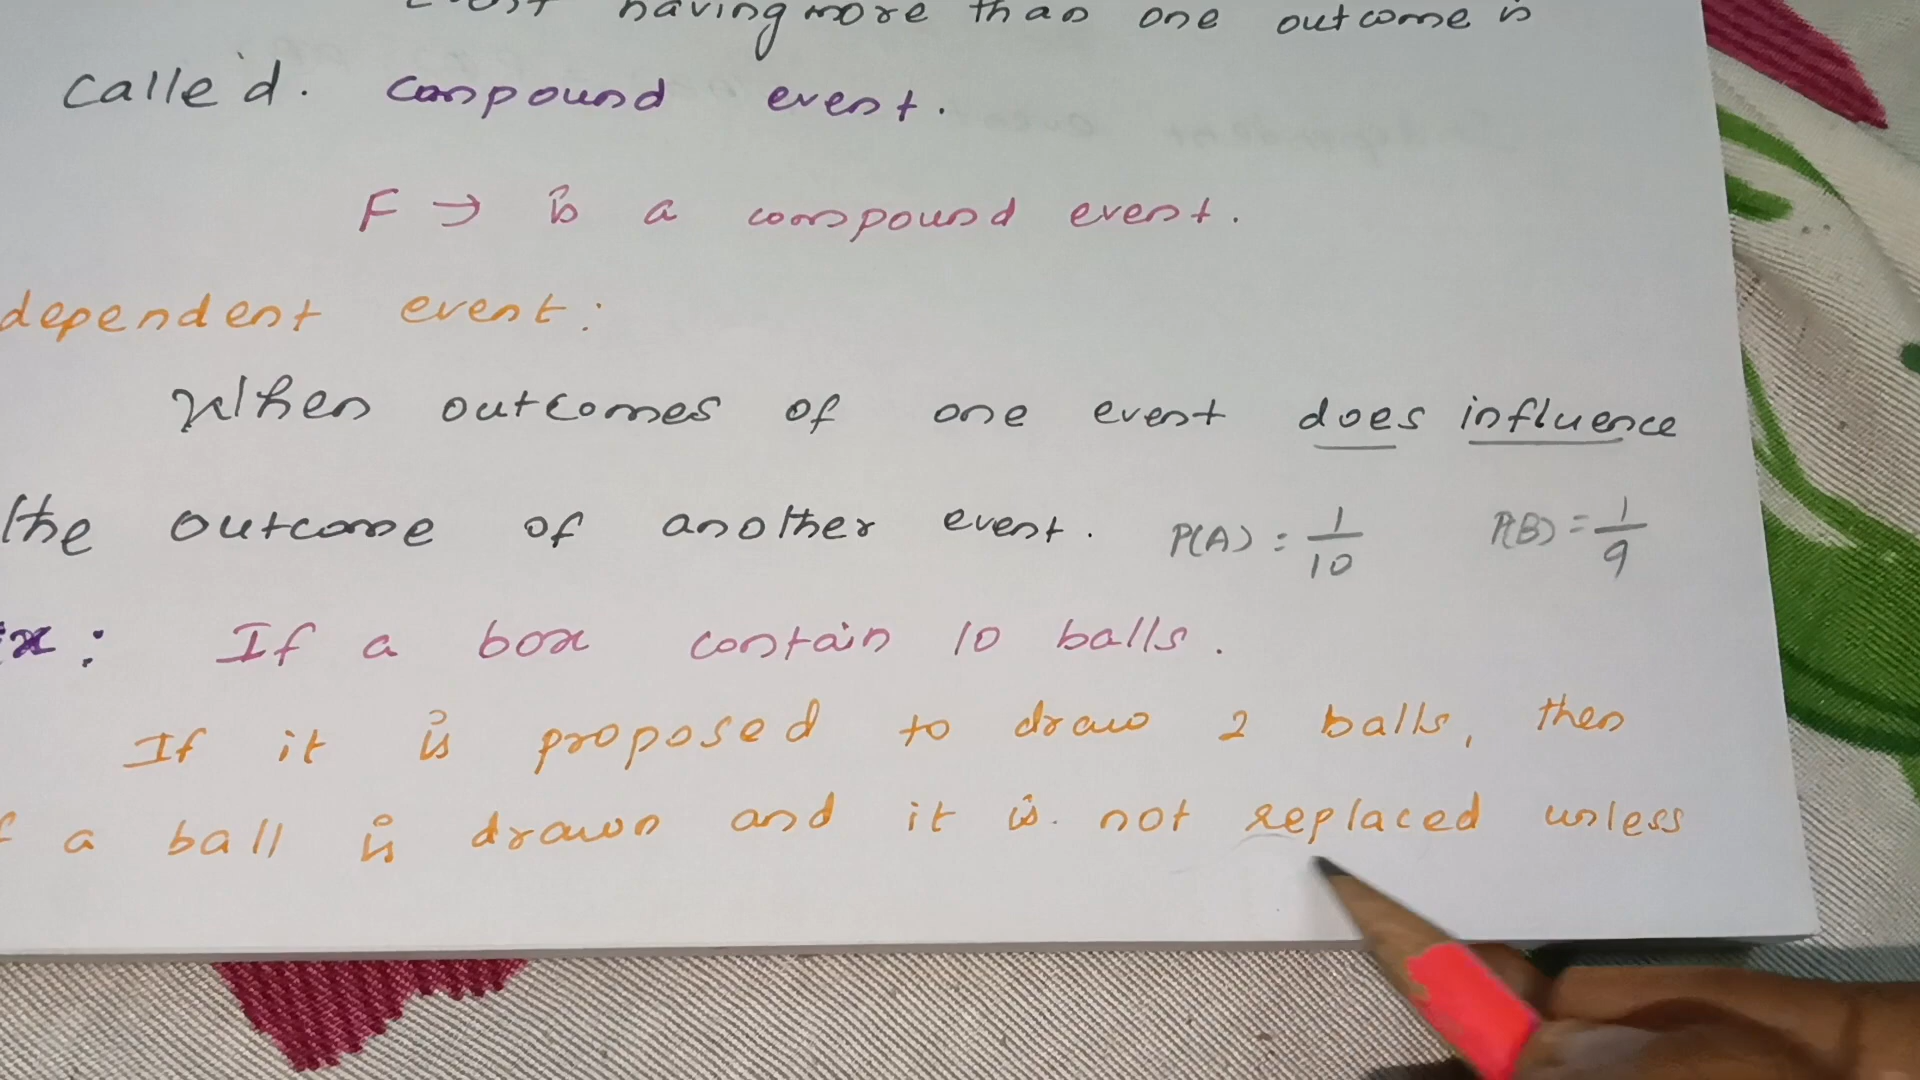 having more than one outcome is
called. compound event.
F → is a compound event.
dependent event:
When outcomes of one event does influence
the outcome of another event. P(A) = 1/10 P(B) = 1/9
Ex: If a box contain 10 balls.
If it is proposed to draw 2 balls, then
a ball is drawn and it is not replaced unless